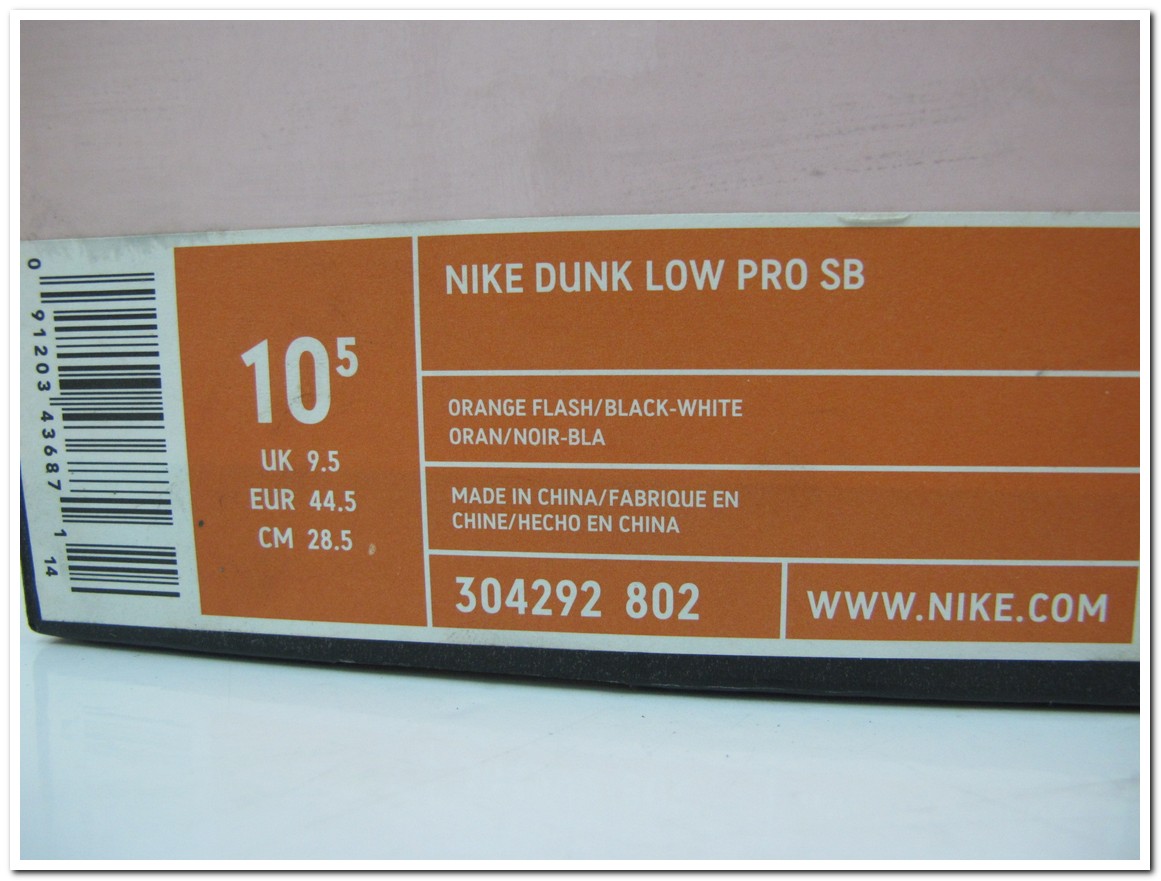 0 91203 43687 1 14
10 5
UK 9.5
EUR 44.5
CM 28.5
NIKE DUNK LOW PRO SB
ORANGE FLASH/BLACK-WHITE
ORAN/NOIR-BLA
MADE IN CHINA/FABRIQUE EN
CHINE/HECHO EN CHINA
304292 802
WWW.NIKE.COM